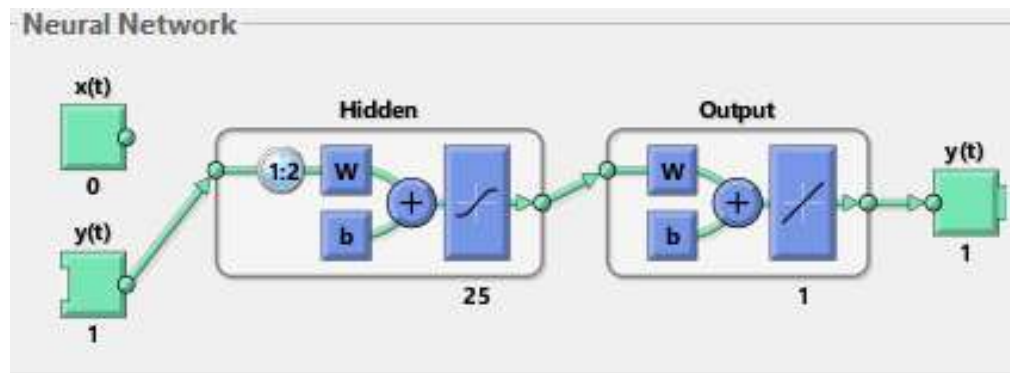 Neural Network
x(t)
0
y(t)
1
Hidden
1:2
W
b
+
25
Output
W
b
+
1
y(t)
1